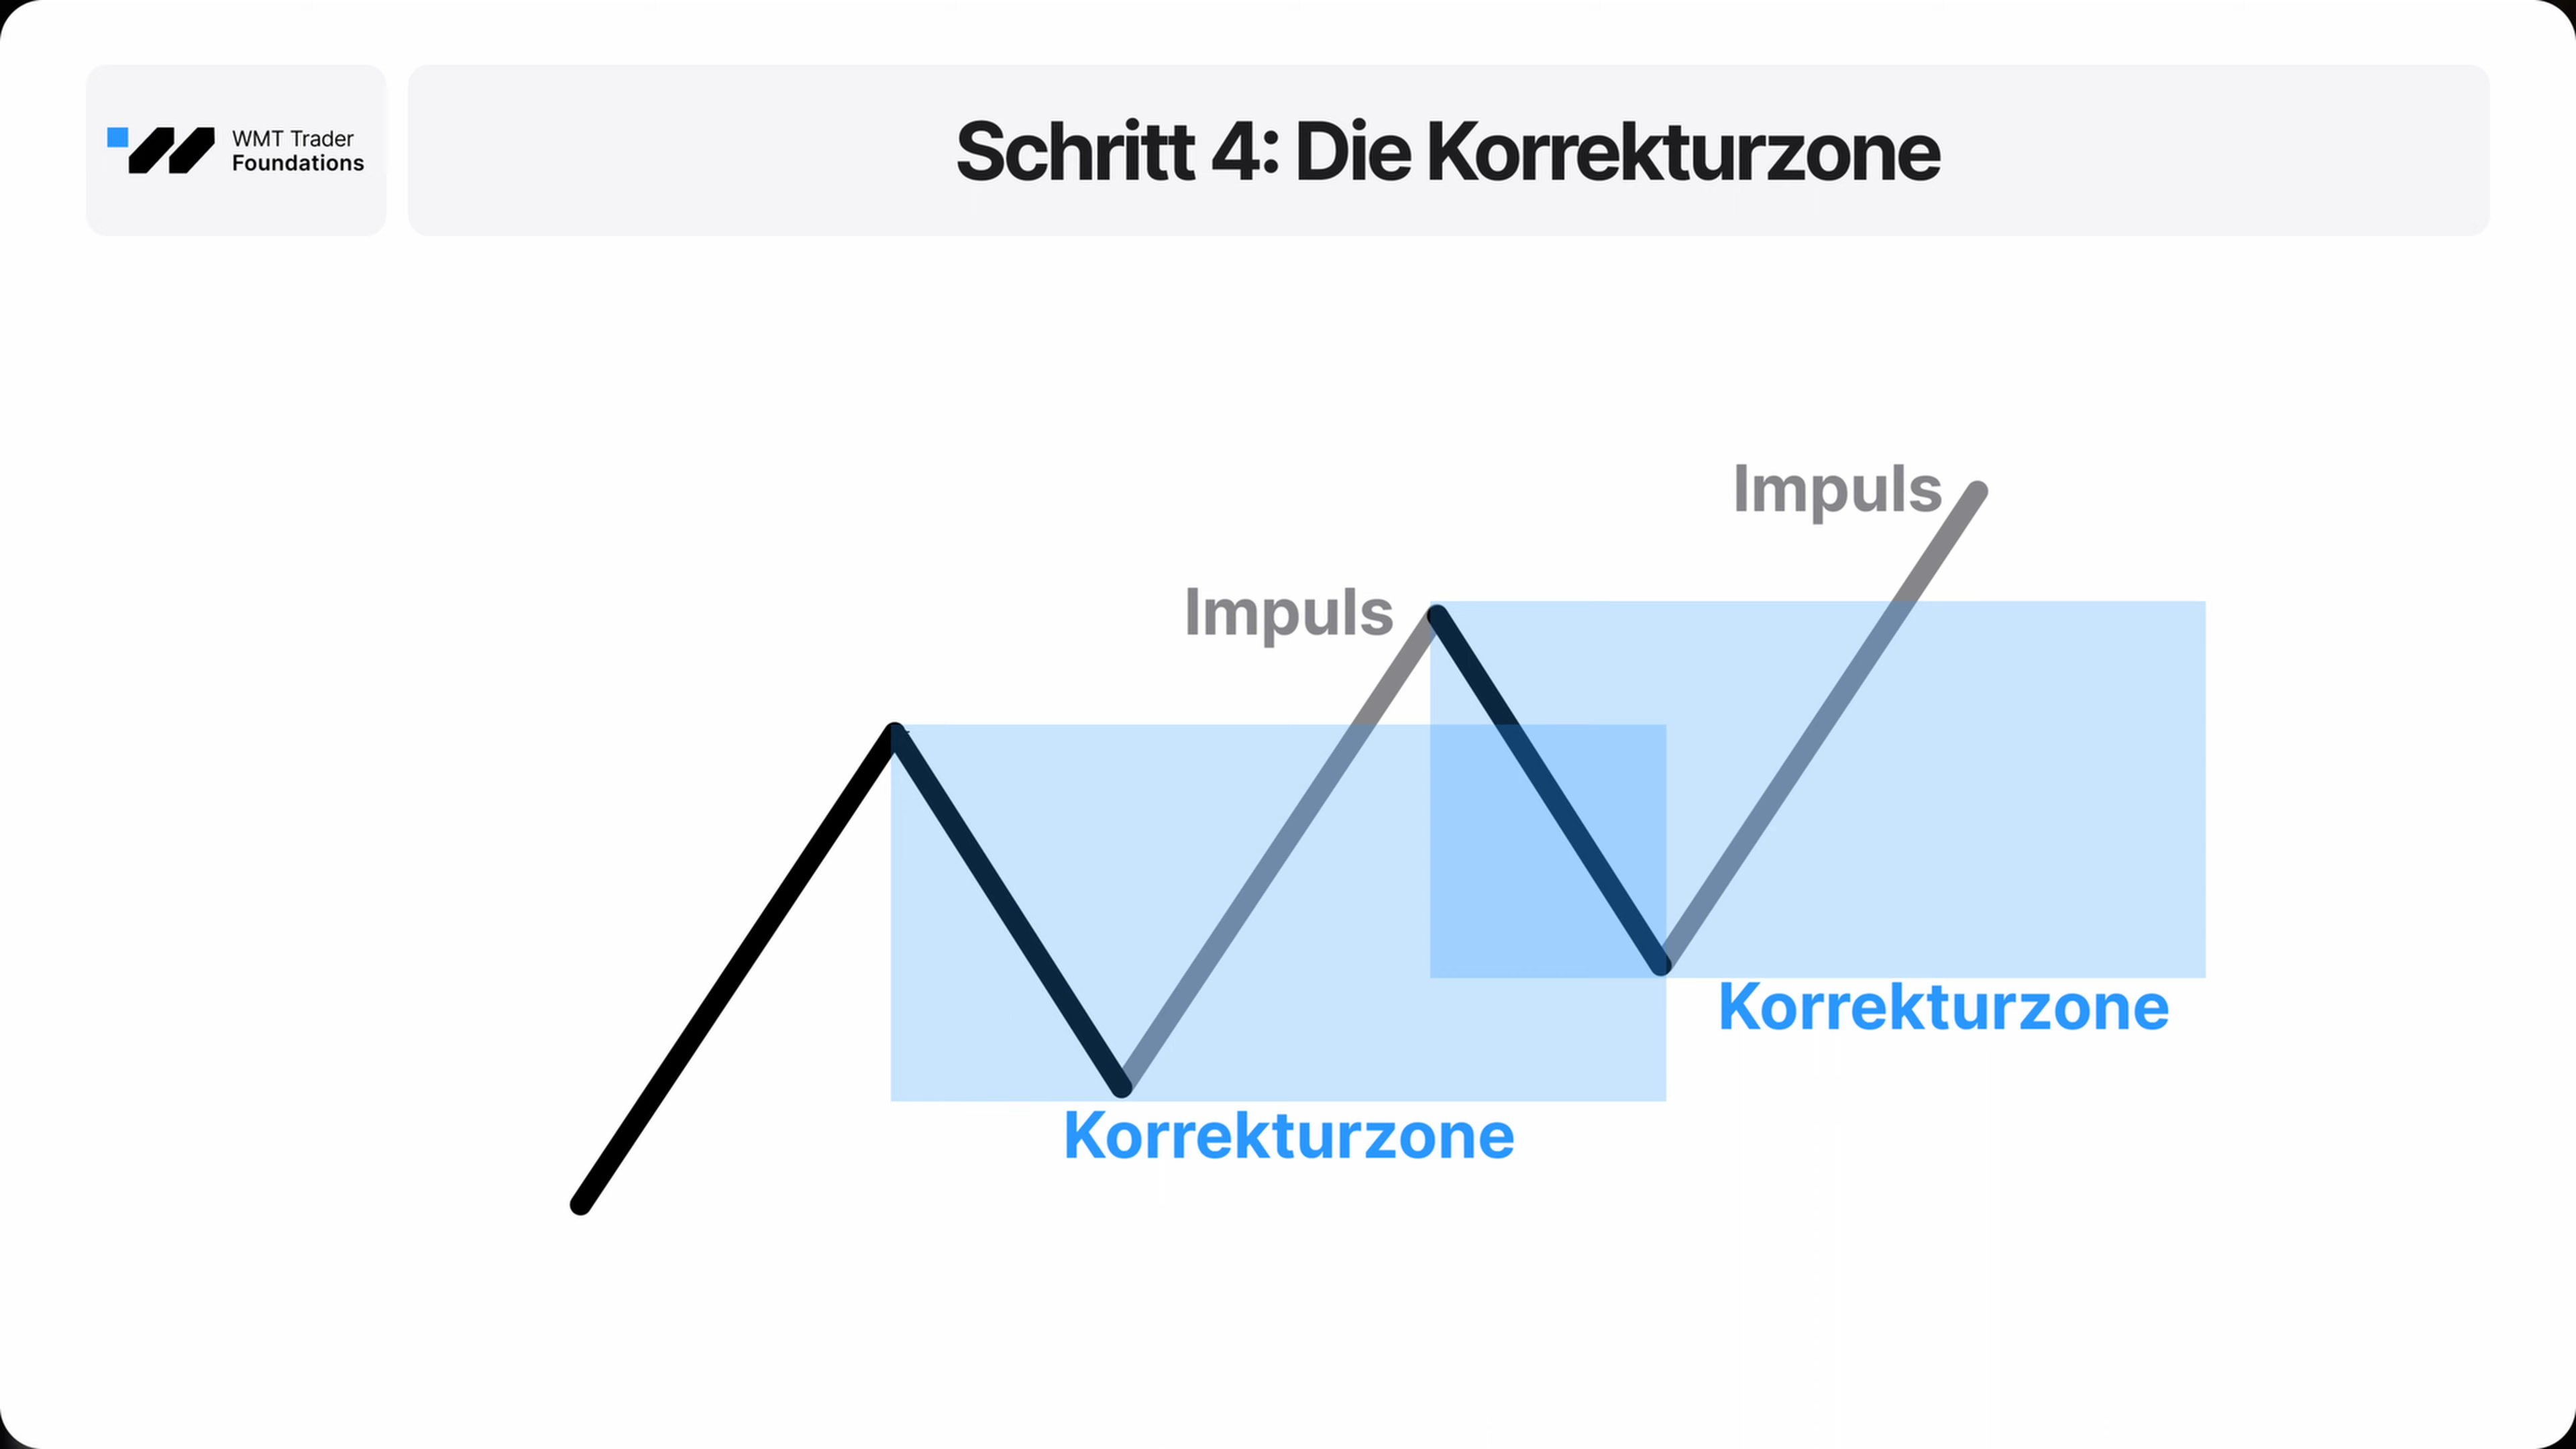 WMT Trader
Foundations
Schritt 4: Die Korrekturzone
Impuls
Impuls
Korrekturzone
Korrekturzone